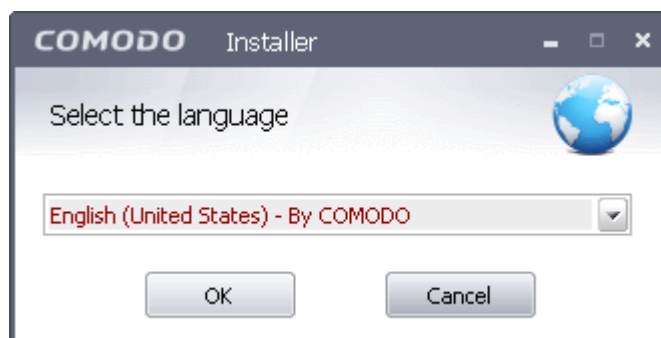 COMODO Installer
Select the language
English (United States) - By COMODO
OK Cancel